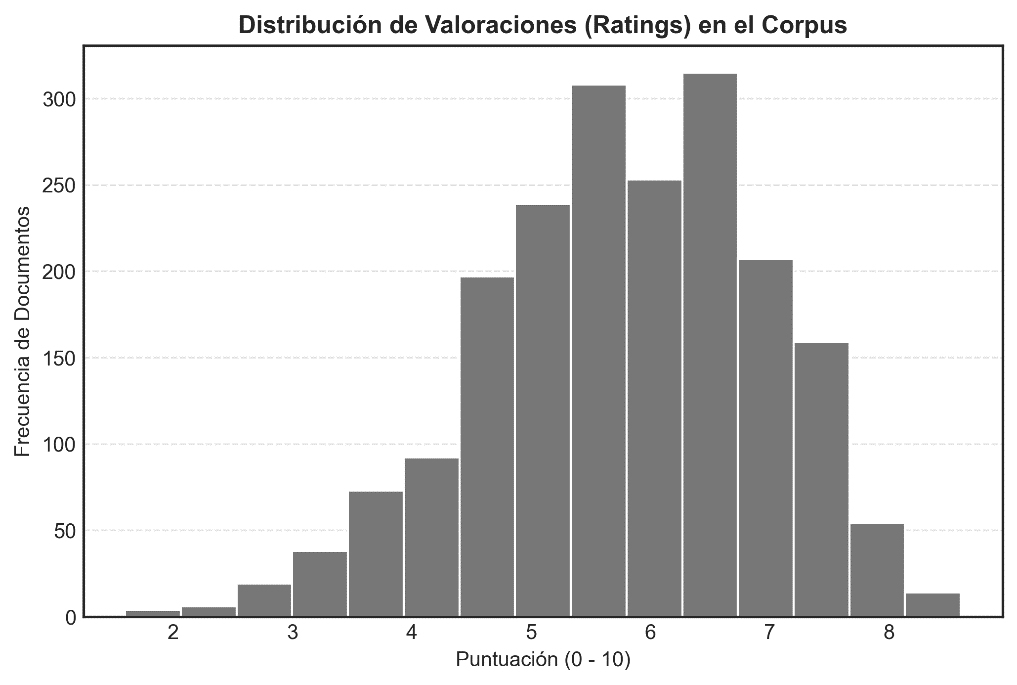 Distribución de Valoraciones (Ratings) en el Corpus
Frecuencia de Documentos
300
250
200
150
100
50
0
2 3 4 5 6 7 8
Puntuación (0 - 10)